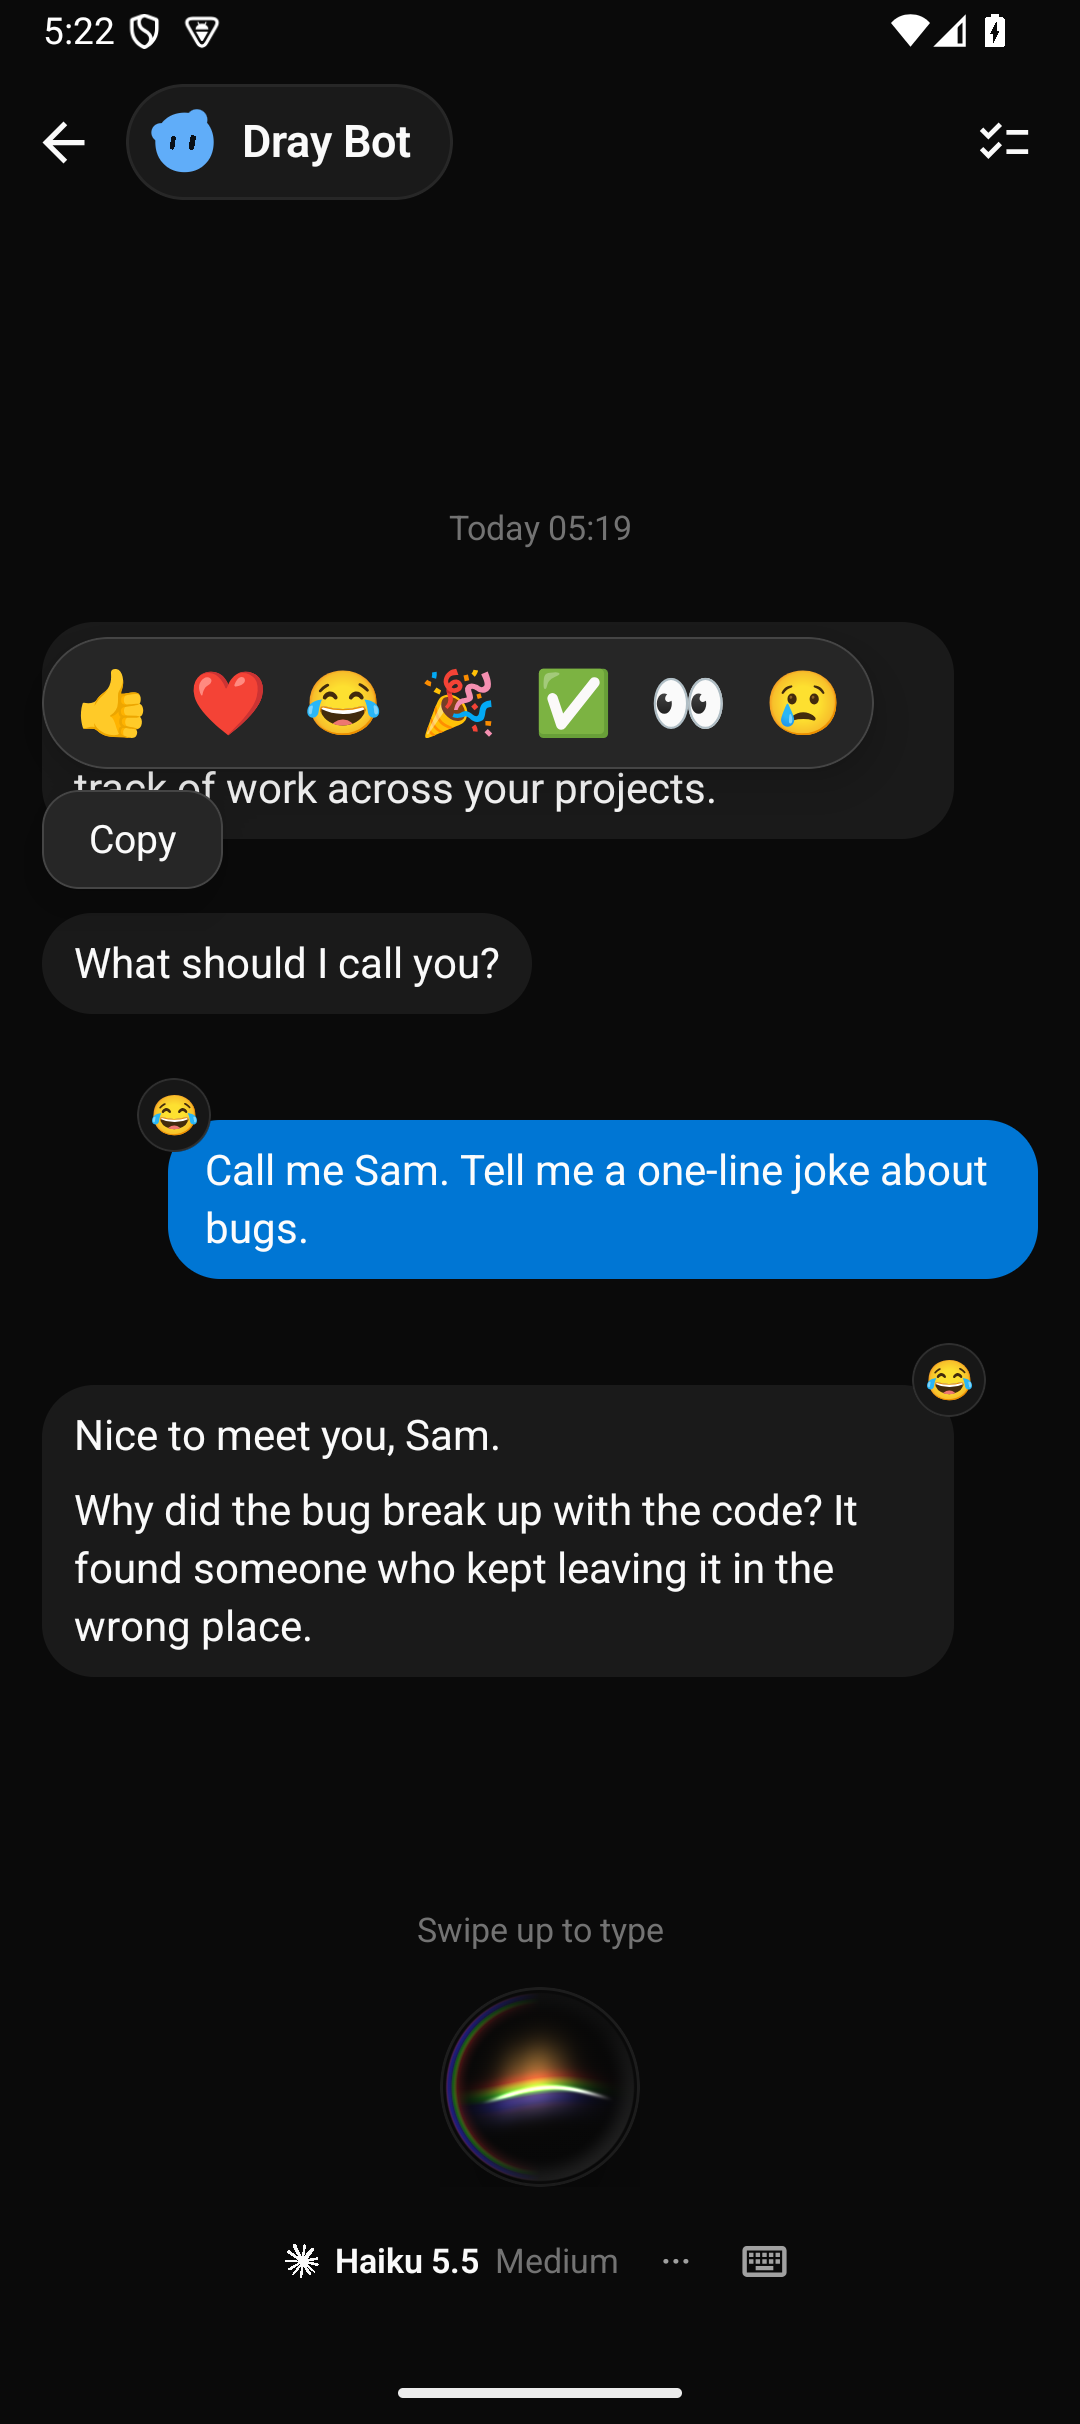 5:22
Dray Bot
Today 05:19
track of work across your projects.
Copy
What should I call you?
Call me Sam. Tell me a one-line joke about
bugs.
Nice to meet you, Sam.
Why did the bug break up with the code? It
found someone who kept leaving it in the
wrong place.
Swipe up to type
Haiku 5.5 Medium